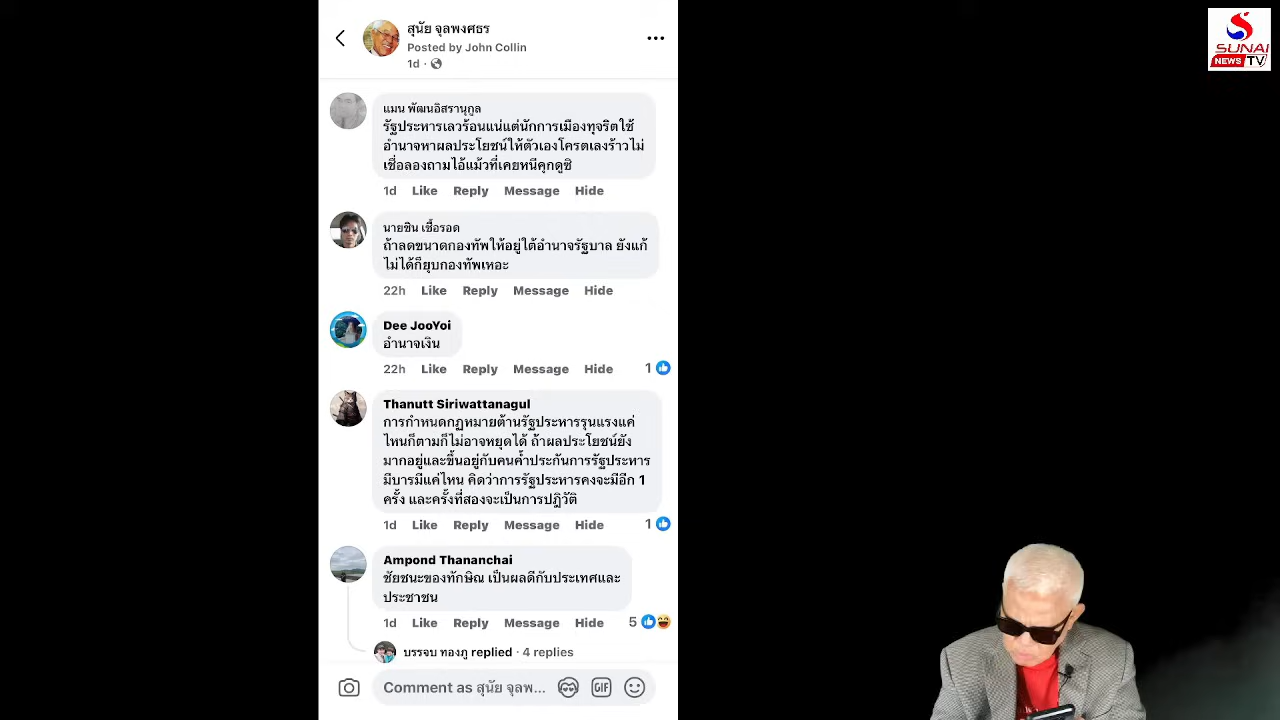 สุนัย จุลพงศธร
Posted by John Collin
1d ·
SUNAI
NEWS TV
แมน พัฒนอิสรานุกูล
รัฐประหารเลวร้อนแน่แต่นักการเมืองทุจริตใช้
อำนาจหาผลประโยชน์ให้ตัวเองโครตเลงร้าวไม่
เชื่อลองถามไอ้แม้วที่เคยหนีคุกดูซิ
1d Like Reply Message Hide
นายชิน เชื้อรอด
ถ้าลดขนาดกองทัพให้อยู่ใต้อำนาจรัฐบาล ยังแก้
ไม่ได้ก็ยุบกองทัพเหอะ
22h Like Reply Message Hide
Dee JooYoi
อำนาจเงิน
22h Like Reply Message Hide 1
Thanutt Siriwattanagul
การกำหนดกฏหมายต้านรัฐประหารรุนแรงแค่
ไหนก็ตามก็ไม่อาจหยุดได้ ถ้าผลประโยชน์ยัง
มากอยู่และขึ้นอยู่กับคนค้ำประกันการรัฐประหาร
มีบารมีแค่ไหน คิดว่าการรัฐประหารคงจะมีอีก 1
ครั้ง และครั้งที่สองจะเป็นการปฎิวัติ
1d Like Reply Message Hide 1
Ampond Thananchai
ชัยชนะของทักษิณ เป็นผลดีกับประเทศและ
ประชาชน
1d Like Reply Message Hide 5
บรรจบ ทองภู replied · 4 replies
Comment as สุนัย จุลพ...
GIF